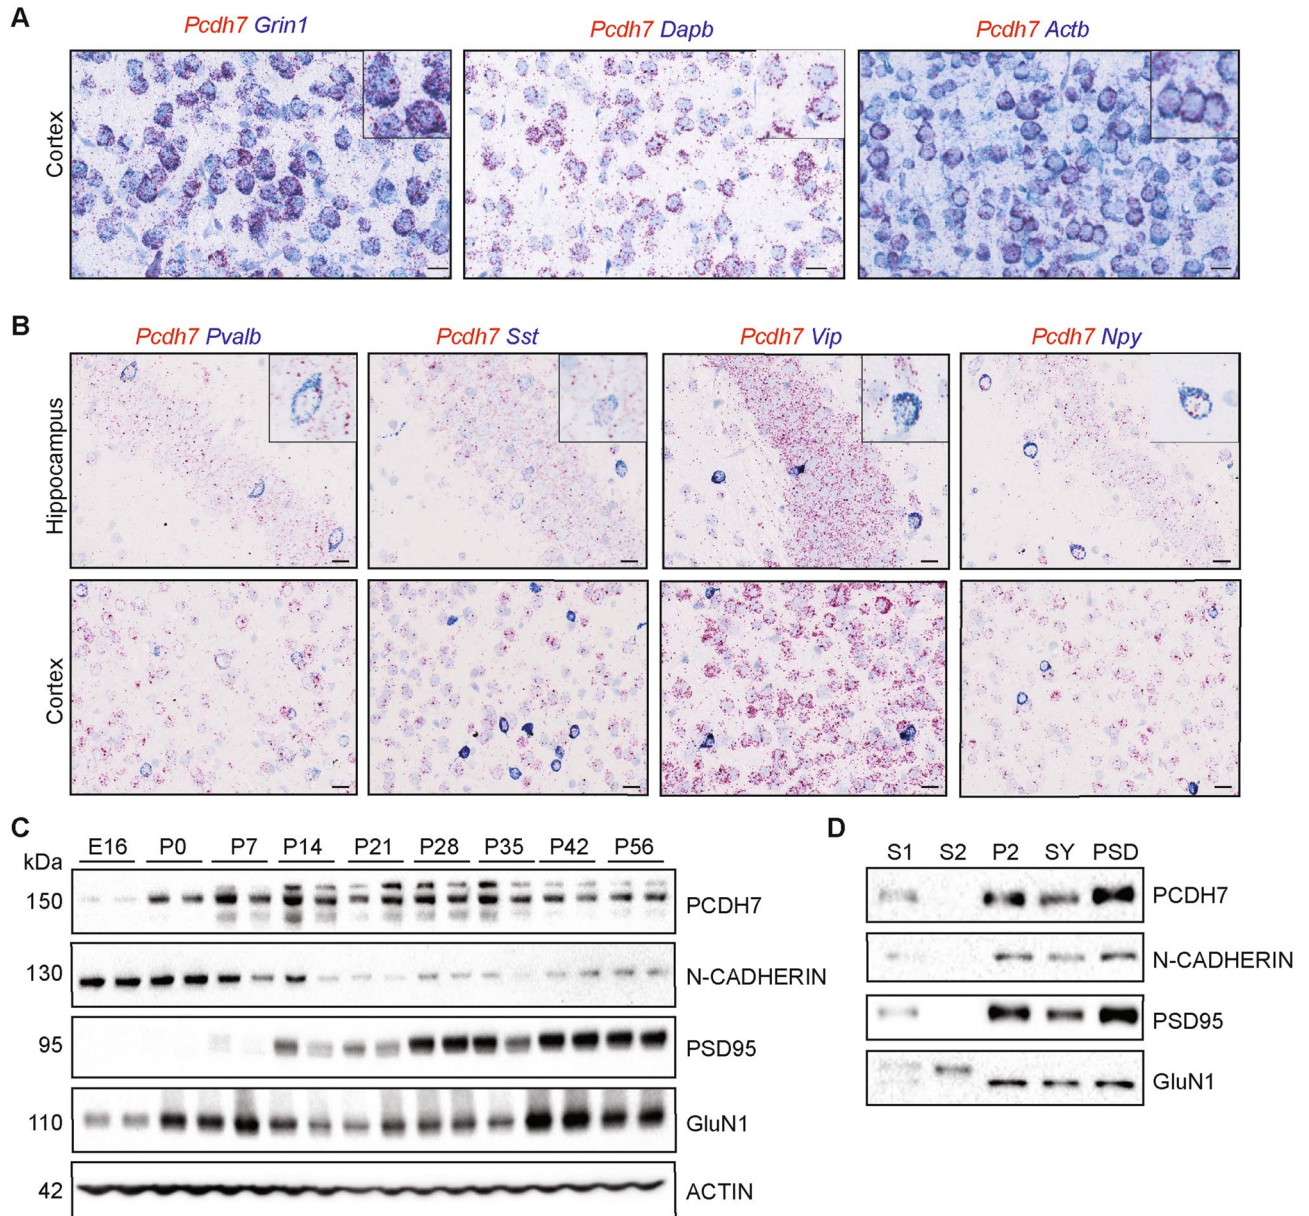 A
Pcdh7 Grin1
Pcdh7 Dapb
Pcdh7 Actb
Cortex
B
Pcdh7 Pvalb
Pcdh7 Sst
Pcdh7 Vip
Pcdh7 Npy
Hippocampus
Cortex
C
E16 P0 P7 P14 P21 P28 P35 P42 P56
kDa
150 PCDH7
130 N-CADHERIN
95 PSD95
110 GluN1
42 ACTIN
D
S1 S2 P2 SY PSD
PCDH7
N-CADHERIN
PSD95
GluN1